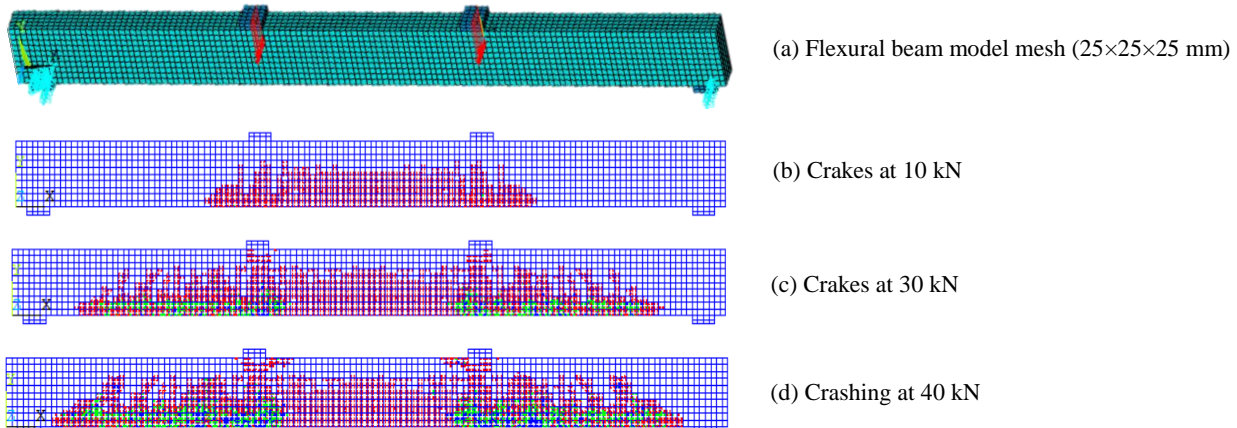 (a) Flexural beam model mesh (25×25×25 mm)
(b) Crakes at 10 kN
X
(c) Crakes at 30 kN
X
(d) Crashing at 40 kN
X